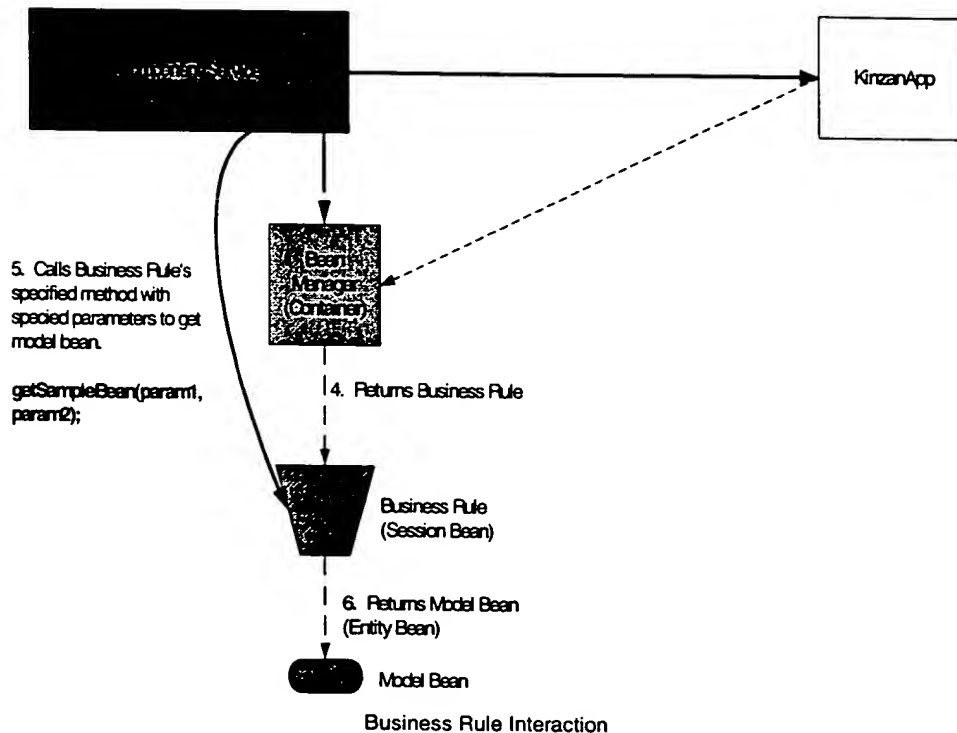 Service
KinzanApp
Bean
Manager
(Container)
5. Calls Business Rule's
specified method with
specied parameters to get
model bean.
getSampleBean(param1,
param2);
4. Returns Business Rule
Business Rule
(Session Bean)
6. Returns Model Bean
(Entity Bean)
Model Bean
Business Rule Interaction